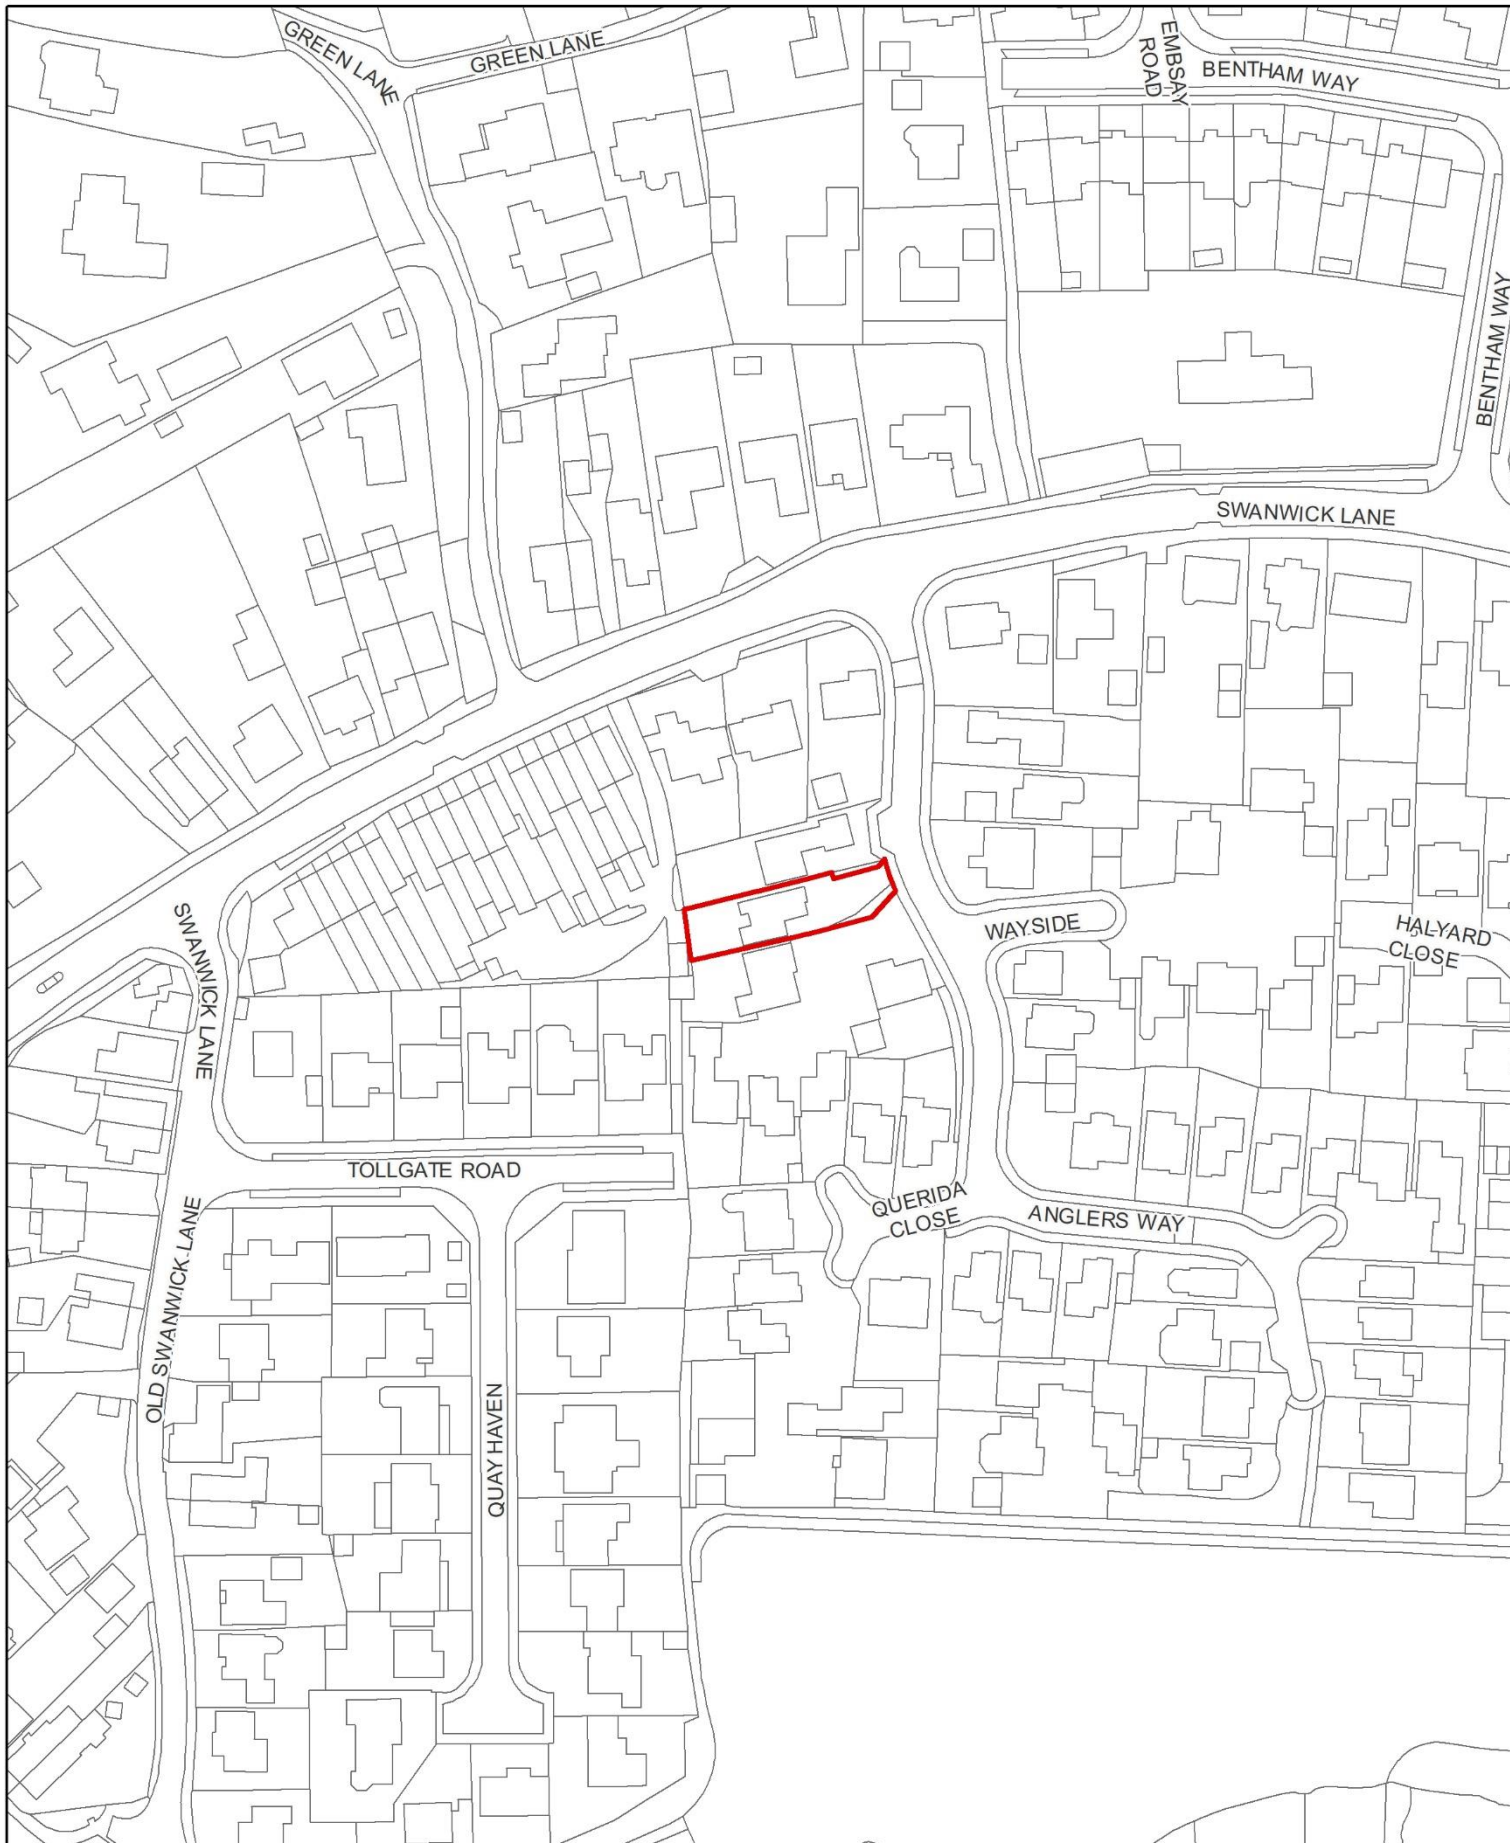 GREEN LANE
GREEN LANE
EMBSAY
ROAD
BENTHAM WAY
BENTHAM WAY
SWANWICK LANE
SWANWICK LANE
WAYSIDE
HALYARD
CLOSE
TOLLGATE ROAD
QUERIDA
CLOSE
ANGLERS WAY
OLD SWANWICK LANE
QUAY HAVEN